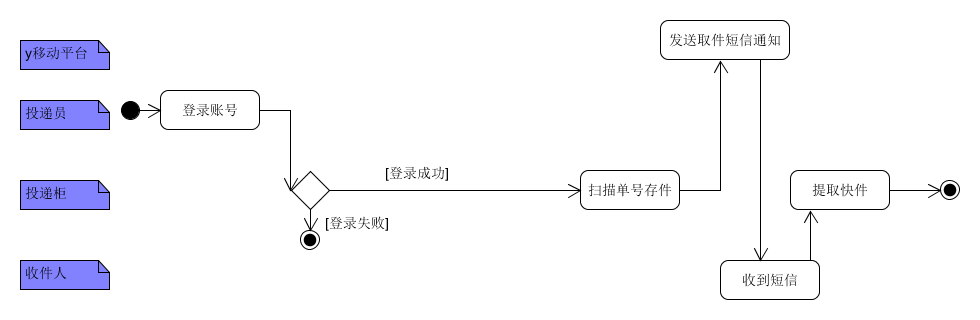 发送取件短信通知
y移动平台
投递员
登录账号
[登录成功]
投递柜
扫描单号存件
提取快件
[登录失败]
收件人
收到短信